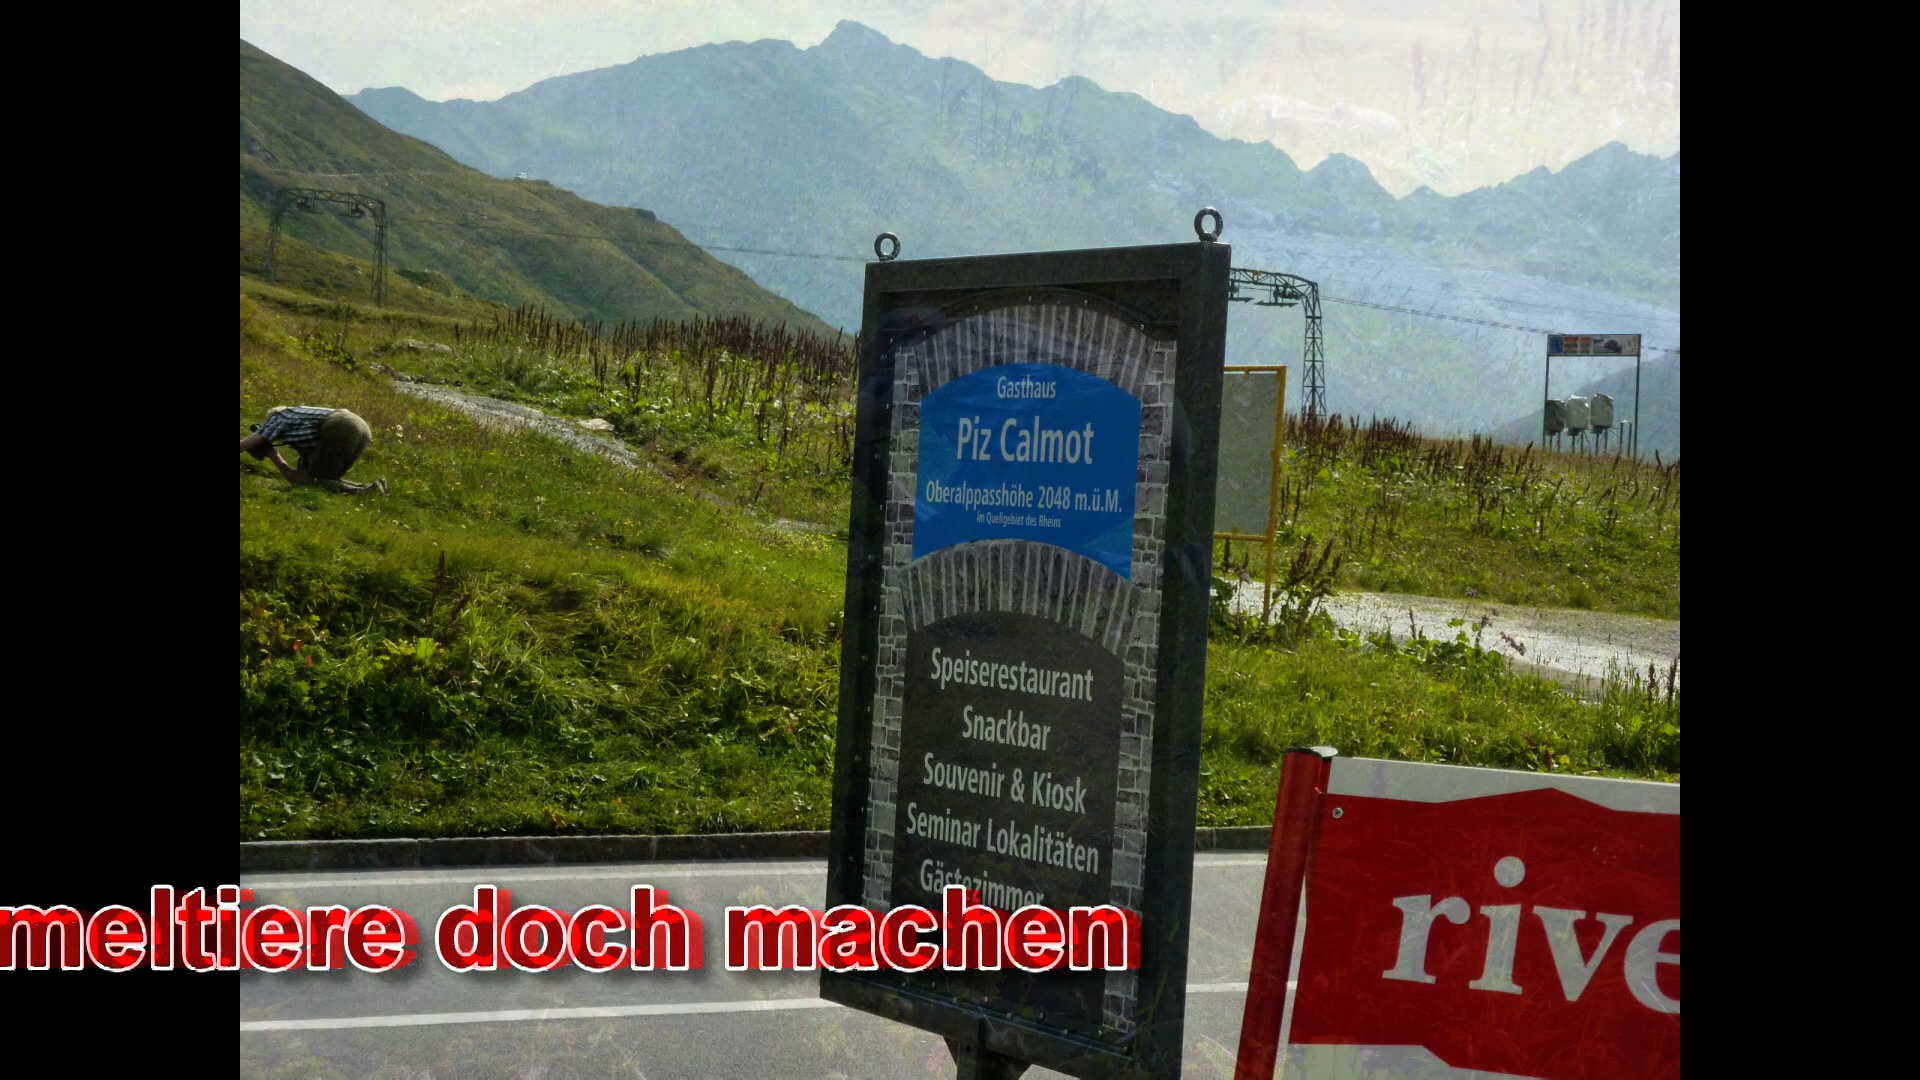 Gasthaus
Piz Calmot
Oberalppasshöhe 2048 m.ü.M.
im Quellgebiet des Rheins
Speiserestaurant
Snackbar
Souvenir & Kiosk
Seminar Lokalitäten
Gästezimmer
rive
meltiere doch machen